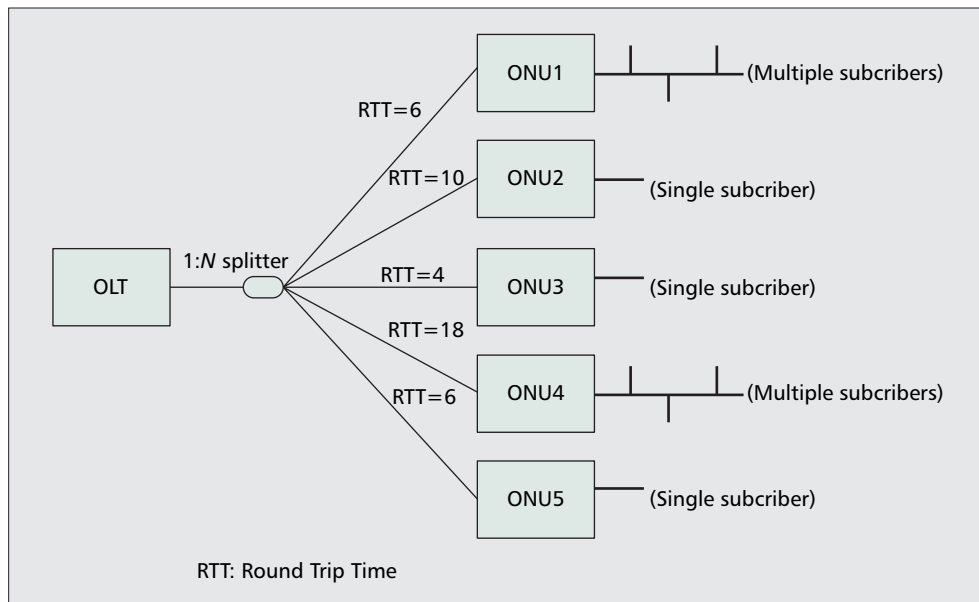 ONU1
(Multiple subcribers)
RTT=6
RTT=10
ONU2
(Single subcriber)
1:N splitter
OLT
RTT=4
ONU3
(Single subcriber)
RTT=18
ONU4
(Multiple subcribers)
RTT=6
ONU5
(Single subcriber)
RTT: Round Trip Time